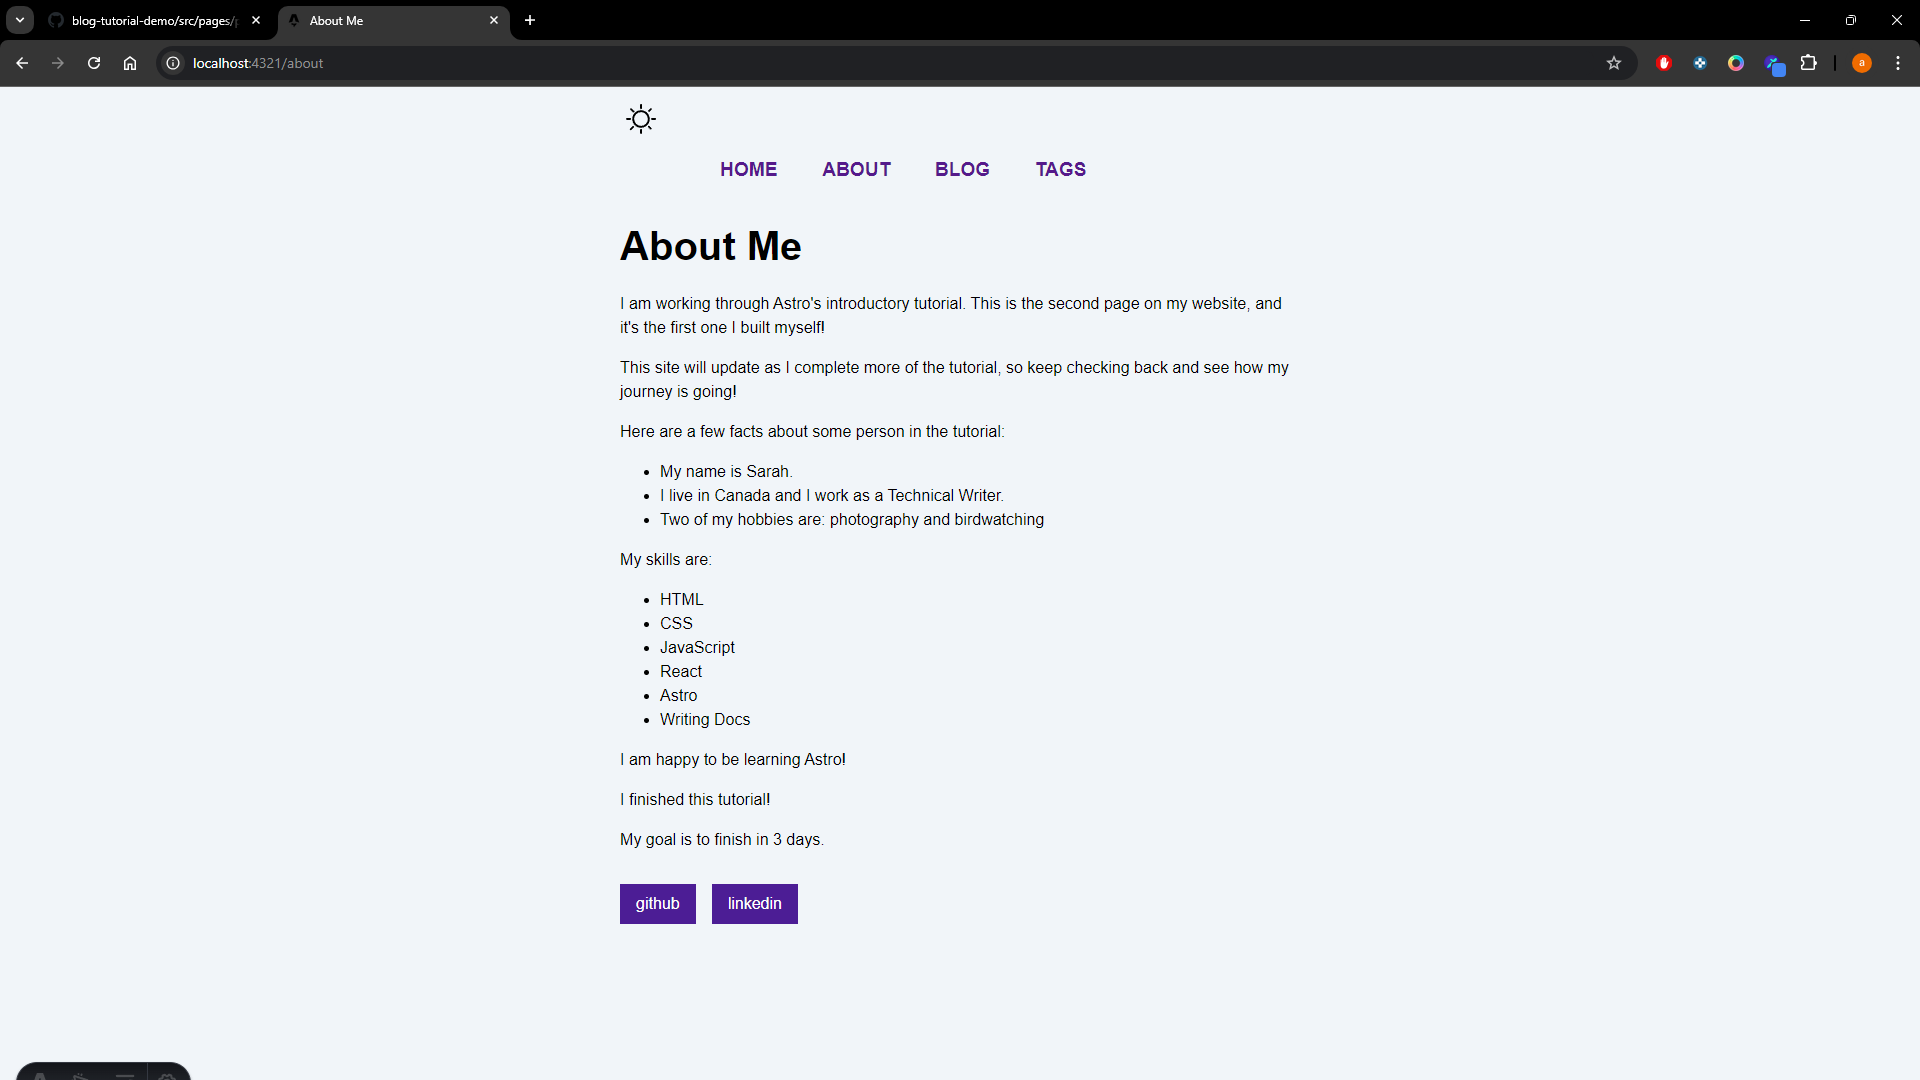 blog-tutorial-demo/src/pages/
About Me
localhost:4321/about
a
HOME ABOUT BLOG TAGS
About Me
I am working through Astro's introductory tutorial. This is the second page on my website, and
it's the first one I built myself!
This site will update as I complete more of the tutorial, so keep checking back and see how my
journey is going!
Here are a few facts about some person in the tutorial:
My name is Sarah.
I live in Canada and I work as a Technical Writer.
Two of my hobbies are: photography and birdwatching
My skills are:
HTML
CSS
JavaScript
React
Astro
Writing Docs
I am happy to be learning Astro!
I finished this tutorial!
My goal is to finish in 3 days.
github linkedin